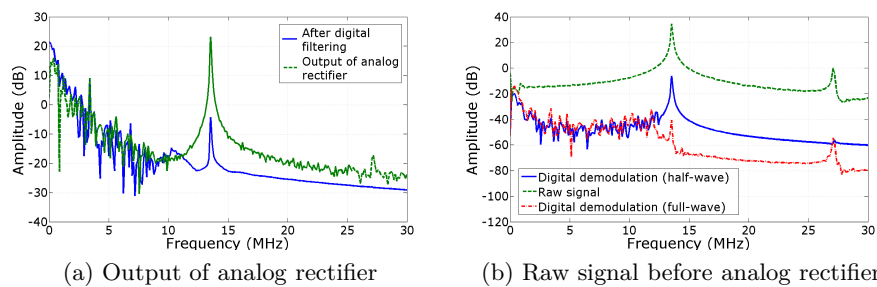 30
20
10
0
-10
-20
-30
-40
0
5
10
15
20
25
30
Amplitude (dB)
Frequency (MHz)
After digital
filtering
Output of analog
rectifier
(a) Output of analog rectifier
40
20
0
-20
-40
-60
-80
-100
-120
0
5
10
15
20
25
30
Amplitude (dB)
Frequency (MHz)
Digital demodulation (half-wave)
Raw signal
Digital demodulation (full-wave)
(b) Raw signal before analog rectifier